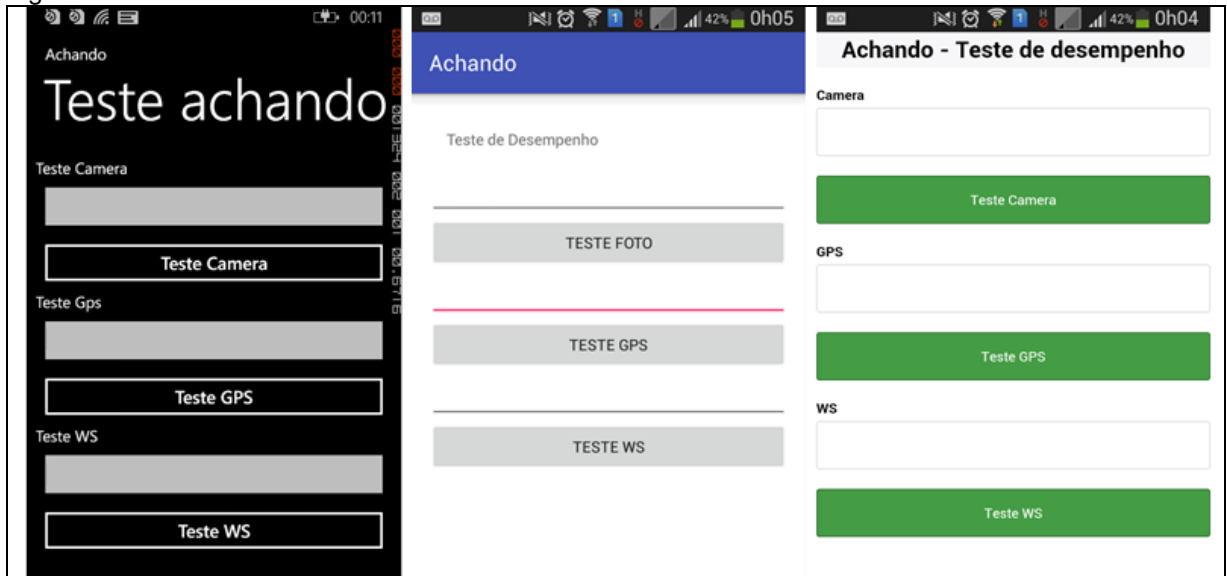 00:11
Achando
Teste achando
Teste Camera
Teste Camera
Teste Gps
Teste GPS
Teste WS
Teste WS
42% 0h05
Achando
Teste de Desempenho
TESTE FOTO
TESTE GPS
TESTE WS
42% 0h04
Achando - Teste de desempenho
Camera
Teste Camera
GPS
Teste GPS
WS
Teste WS